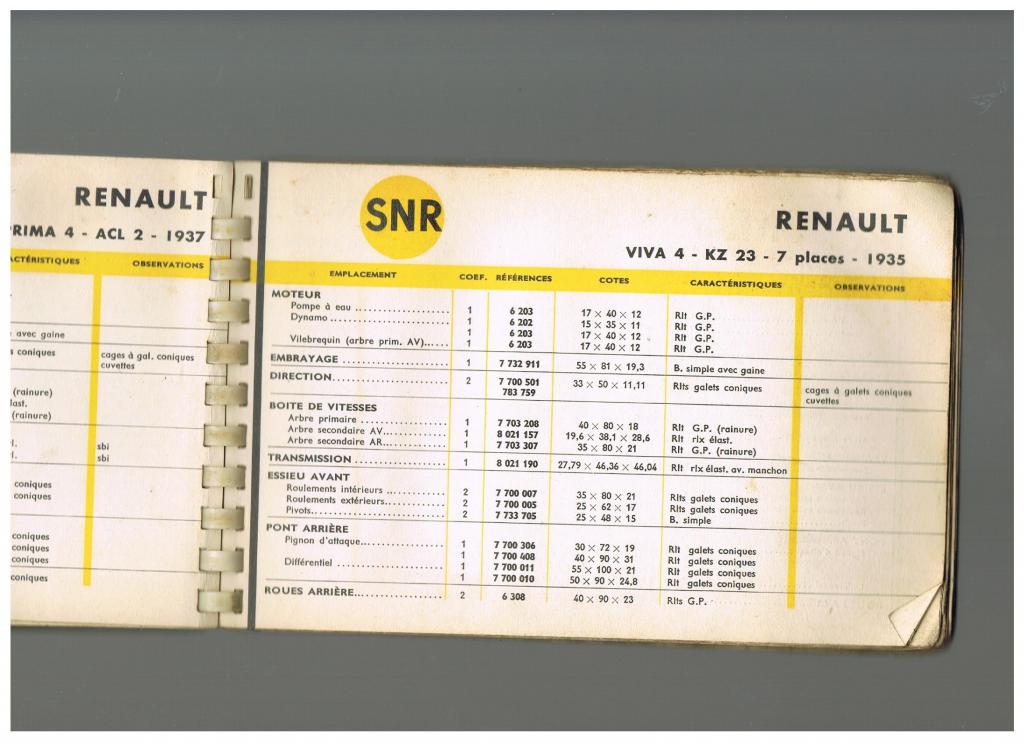 RENAULT
RIMA 4 - ACL 2 - 1937
ACTÉRISTIQUES OBSERVATIONS
avec gaine
s coniques cages à gal. coniques
cuvettes
(rainure)
last.
(rainure)
l. sbi
l. sbi
coniques
coniques
coniques
coniques
coniques
coniques
SNR
RENAULT
VIVA 4 - KZ 23 - 7 places - 1935
EMPLACEMENT COEF. RÉFÉRENCES COTES CARACTÉRISTIQUES OBSERVATIONS
MOTEUR
Pompe à eau .................... 1 6 203 17 × 40 × 12 Rlt G.P.
Dynamo .................... 1 6 202 15 × 35 × 11 Rlt G.P.
1 6 203 17 × 40 × 12 Rlt G.P.
Vilebrequin (arbre prim. AV)..... 1 6 203 17 × 40 × 12 Rlt G.P.
EMBRAYAGE .................... 1 7 732 911 55 × 81 × 19,3 B. simple avec gaine
DIRECTION.................... 2 7 700 501 33 × 50 × 11,11 Rlts galets coniques cages à galets coniques
783 759 cuvettes
BOITE DE VITESSES
Arbre primaire .................... 1 7 703 208 40 × 80 × 18 Rlt G.P. (rainure)
Arbre secondaire AV............... 1 8 021 157 19,6 × 38,1 × 28,6 Rlt rlx élast.
Arbre secondaire AR............... 1 7 703 307 35 × 80 × 21 Rlt G.P. (rainure)
TRANSMISSION .................... 1 8 021 190 27,79 × 46,36 × 46,04 Rlt rlx élast. av. manchon
ESSIEU AVANT
Roulements intérieurs ............... 2 7 700 007 35 × 80 × 21 Rlts galets coniques
Roulements extérieurs............... 2 7 700 005 25 × 62 × 17 Rlts galets coniques
Pivots.................... 2 7 733 705 25 × 48 × 15 B. simple
PONT ARRIÈRE
Pignon d'attaque.................... 1 7 700 306 30 × 72 × 19 Rlt galets coniques
1 7 700 408 40 × 90 × 31 Rlt galets coniques
Différentiel .................... 1 7 700 011 55 × 100 × 21 Rlt galets coniques
1 7 700 010 50 × 90 × 24,8 Rlt galets coniques
ROUES ARRIÈRE.................... 2 6 308 40 × 90 × 23 Rlts G.P.